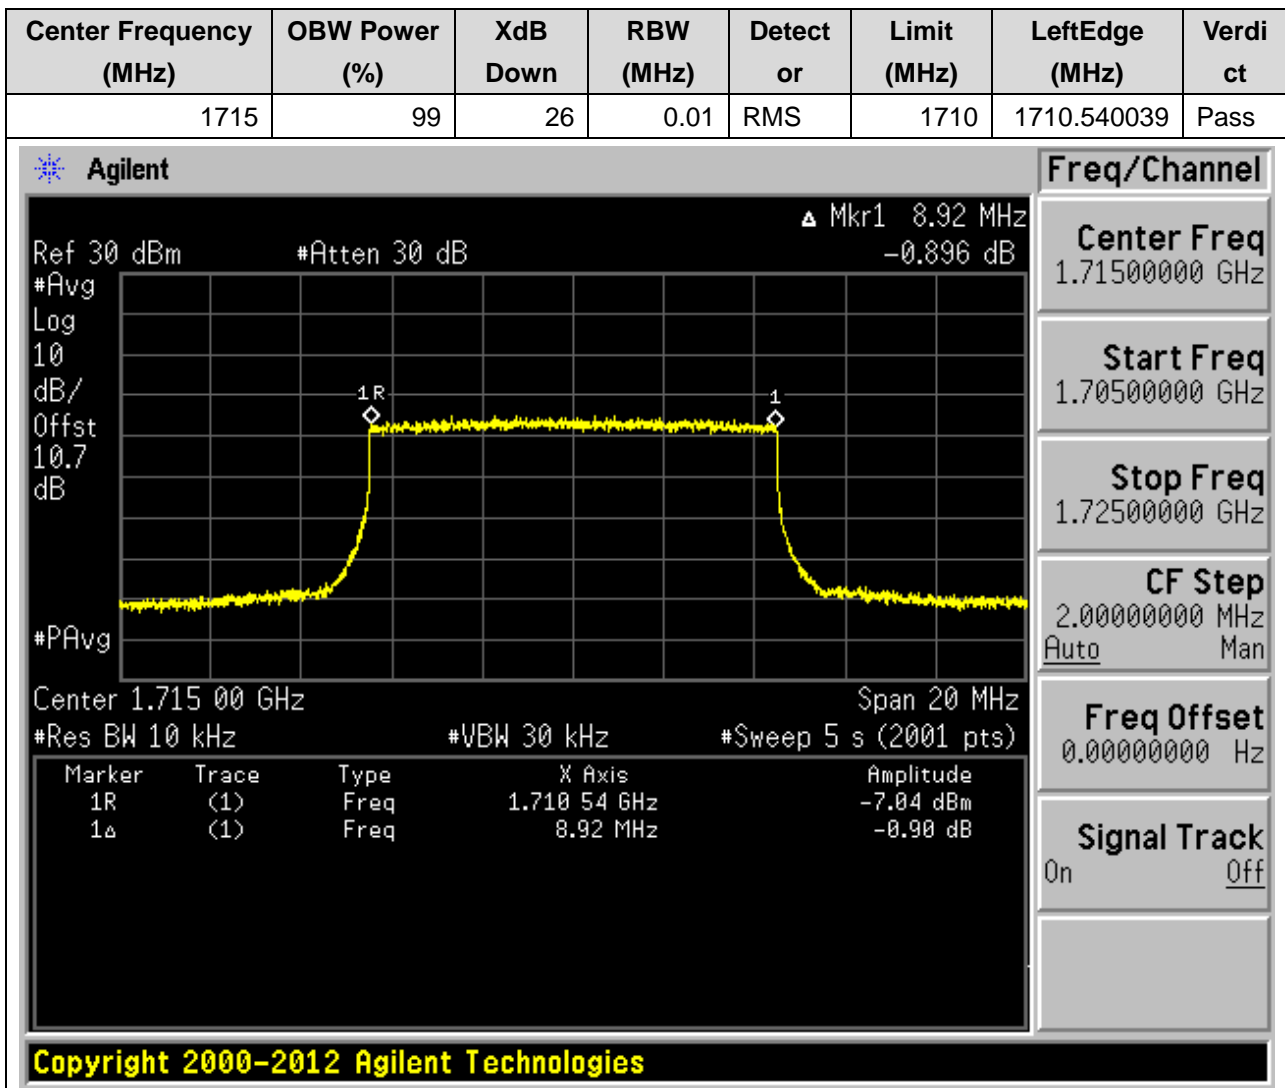 Center Frequency (MHz) OBW Power (%) XdB Down RBW (MHz) Detect or Limit (MHz) LeftEdge (MHz) Verdi ct
1715 99 26 0.01 RMS 1710 1710.540039 Pass
Agilent
Freq/Channel
Δ Mkr1 8.92 MHz
Ref 30 dBm #Atten 30 dB -0.896 dB
#Avg
Log
10
dB/
Offst
10.7
dB
#PAvg
1R
1
Center 1.715 00 GHz Span 20 MHz
#Res BW 10 kHz #VBW 30 kHz #Sweep 5 s (2001 pts)
Marker Trace Type X Axis Amplitude
1R (1) Freq 1.710 54 GHz -7.04 dBm
1Δ (1) Freq 8.92 MHz -0.90 dB
Center Freq
1.71500000 GHz
Start Freq
1.70500000 GHz
Stop Freq
1.72500000 GHz
CF Step
2.00000000 MHz
Auto Man
Freq Offset
0.00000000 Hz
Signal Track
On Off
Copyright 2000-2012 Agilent Technologies